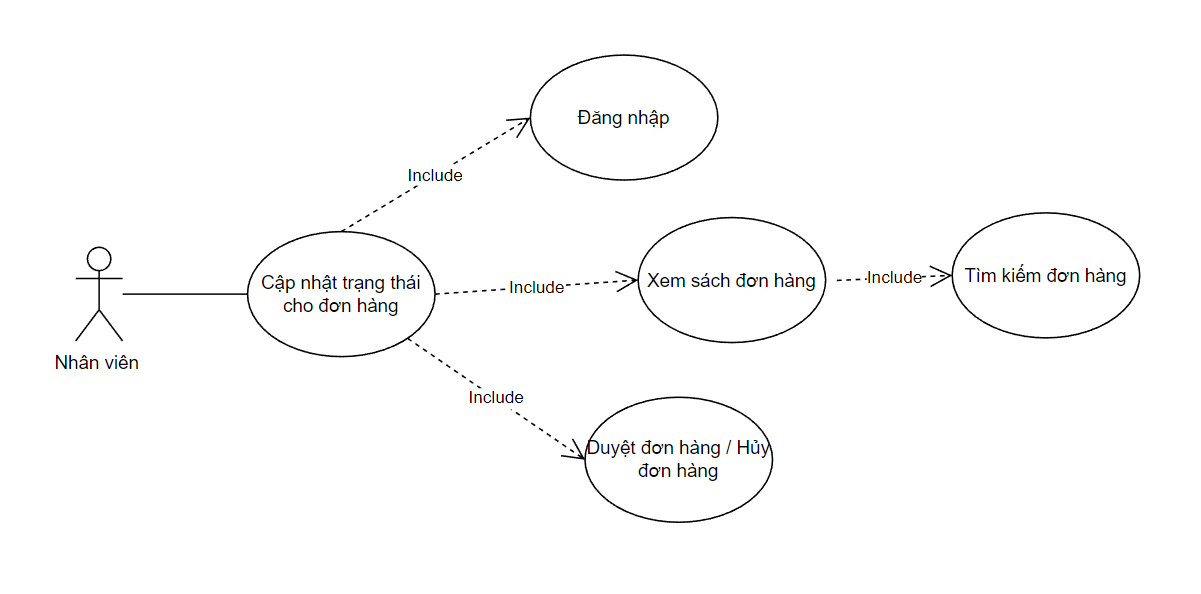 Đăng nhập
Include
Cập nhật trạng thái
cho đơn hàng
Include
Xem sách đơn hàng
Include
Tìm kiếm đơn hàng
Nhân viên
Include
Duyệt đơn hàng / Hủy
đơn hàng